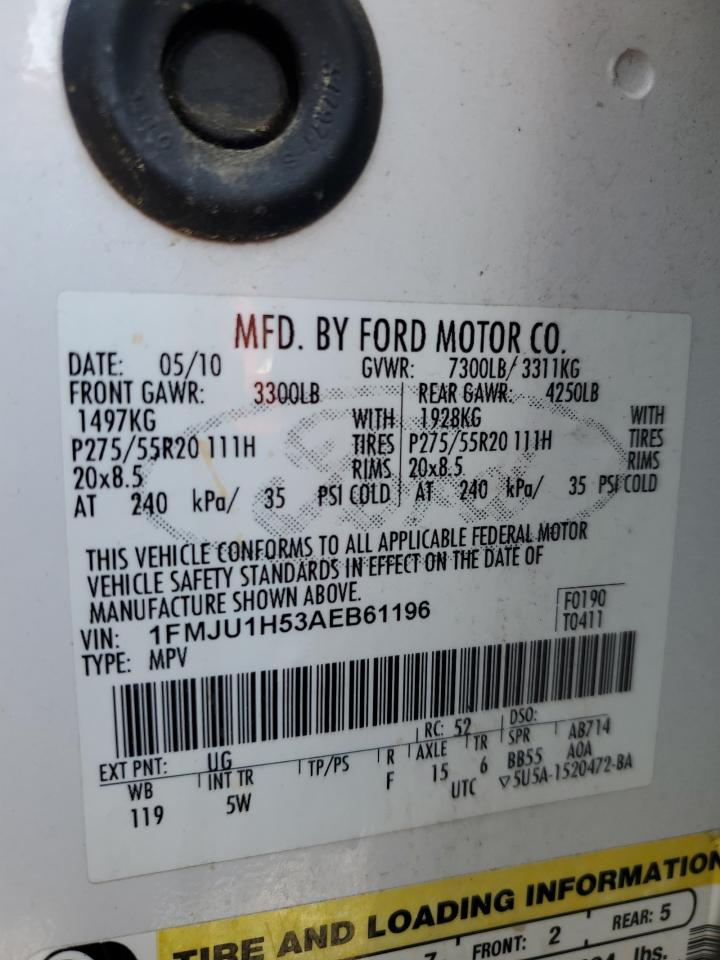 MFD. BY FORD MOTOR CO.
DATE: 05/10 GVWR: 7300LB/ 3311KG
FRONT GAWR: 3300LB REAR GAWR: 4250LB
1497KG WITH 1928KG WITH
P275/55R20 111H TIRES P275/55R20 111H TIRES
20x8.5 RIMS 20x8.5 RIMS
AT 240 kPa/ 35 PSI COLD AT 240 kPa/ 35 PSI COLD
THIS VEHICLE CONFORMS TO ALL APPLICABLE FEDERAL MOTOR
VEHICLE SAFETY STANDARDS IN EFFECT ON THE DATE OF
MANUFACTURE SHOWN ABOVE.
VIN: 1FMJU1H53AEB61196
F0190
T0411
TYPE: MPV
RC: 52 DSO:
EXT PNT: UG AB714
WB INT TR TP/PS R AXLE TR SPR A0A
119 5W F 15 6 BB55
UTC ▽5U5A-1520472-BA
TIRE AND LOADING INFORMATION
FRONT: 2 REAR: 5
lbs.